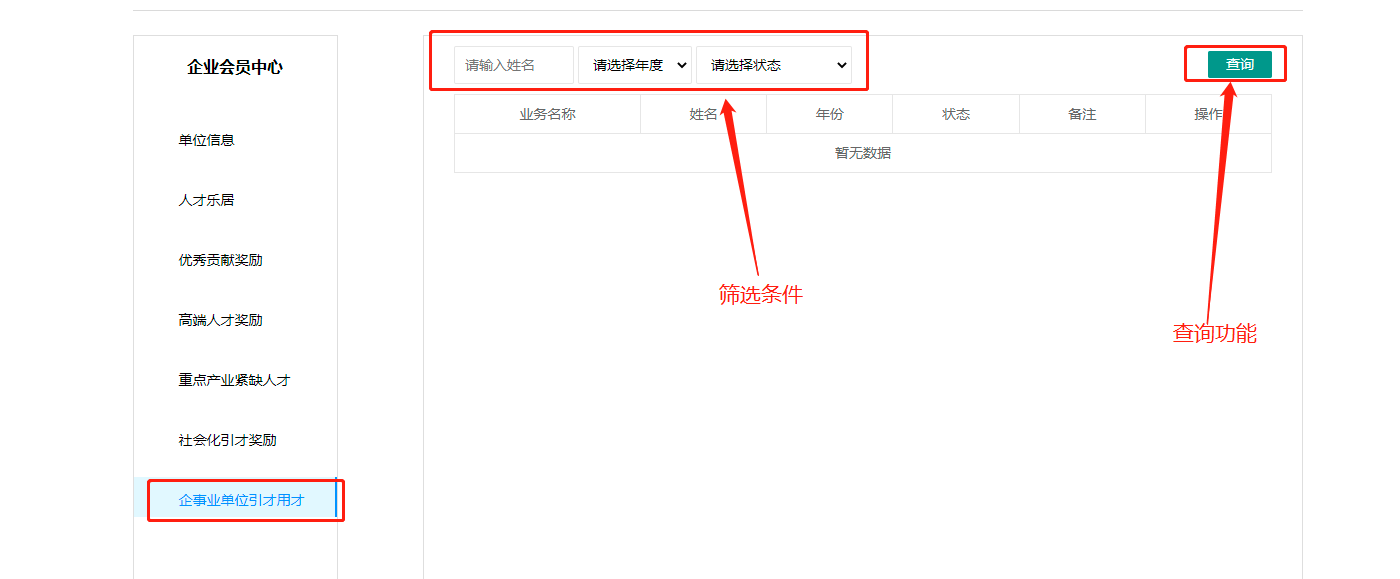 企业会员中心
单位信息
人才乐居
优秀贡献奖励
高端人才奖励
重点产业紧缺人才
社会化引才奖励
企事业单位引才用才
请输入姓名 请选择年度 请选择状态 查询
业务名称 姓名 年份 状态 备注 操作
暂无数据
筛选条件
查询功能